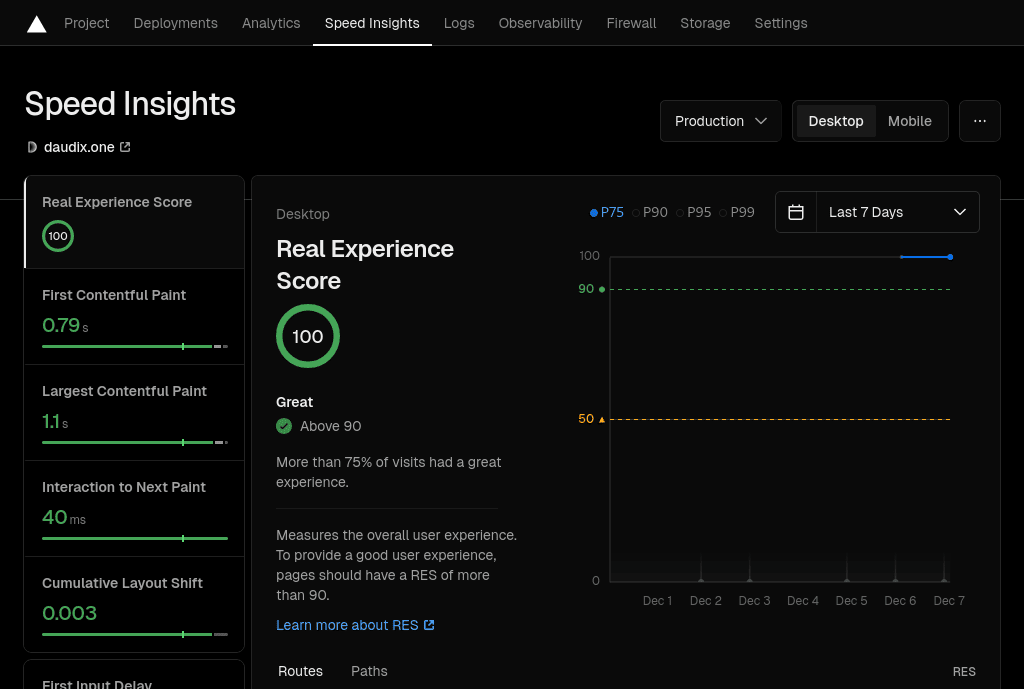 Project Deployments Analytics Speed Insights Logs Observability Firewall Storage Settings
Speed Insights
daudix.one
Production
Desktop Mobile
Real Experience Score
100
First Contentful Paint
0.79 s
Largest Contentful Paint
1.1 s
Interaction to Next Paint
40 ms
Cumulative Layout Shift
0.003
First Input Delay
Desktop
Real Experience
Score
100
Great
Above 90
More than 75% of visits had a great
experience.
Measures the overall user experience.
To provide a good user experience,
pages should have a RES of more
than 90.
Learn more about RES
P75 P90 P95 P99
Last 7 Days
100
90
50
0
Dec 1 Dec 2 Dec 3 Dec 4 Dec 5 Dec 6 Dec 7
Routes Paths RES